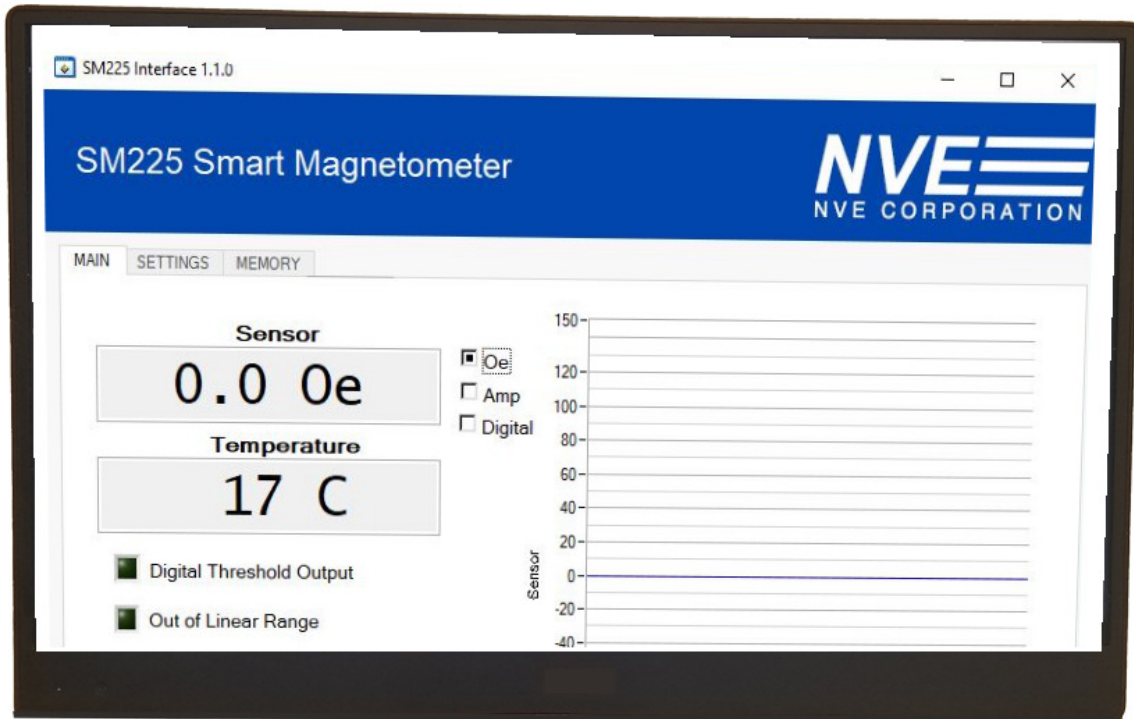 SM225 Interface 1.1.0
SM225 Smart Magnetometer
NVE
NVE CORPORATION
MAIN SETTINGS MEMORY
Sensor
0.0 Oe
Oe
Amp
Digital
Temperature
17 C
Digital Threshold Output
Out of Linear Range
150
120
100
80
60
40
20
0
-20
-40
Sensor